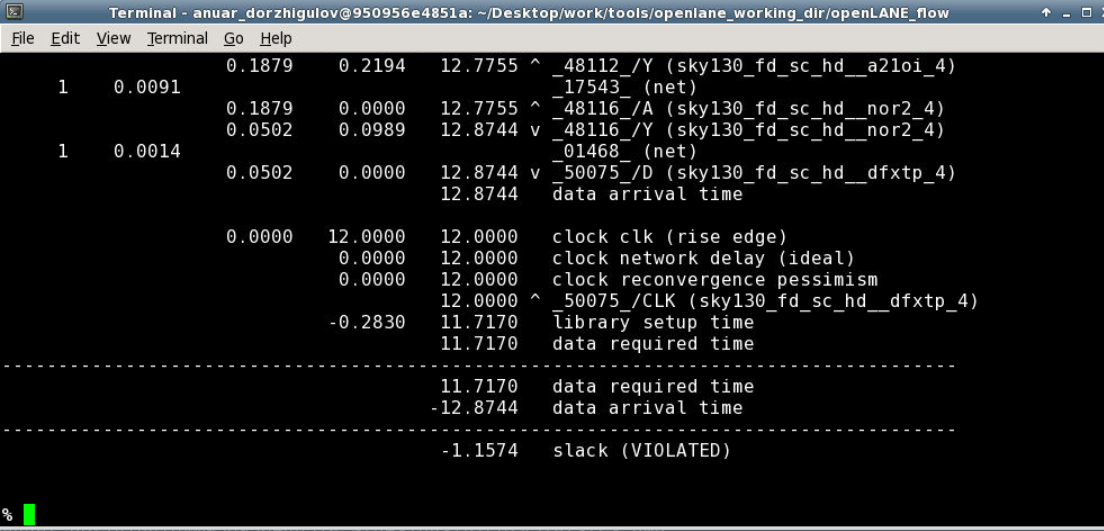 Terminal - anuar_dorzhigulov@950956e4851a: ~/Desktop/work/tools/openlane_working_dir/openLANE_flow
File Edit View Terminal Go Help
0.1879 0.2194 12.7755 ^ _48112_/Y (sky130_fd_sc_hd__a21oi_4)
1 0.0091 _17543_ (net)
0.1879 0.0000 12.7755 ^ _48116_/A (sky130_fd_sc_hd__nor2_4)
0.0502 0.0989 12.8744 v _48116_/Y (sky130_fd_sc_hd__nor2_4)
1 0.0014 _01468_ (net)
0.0502 0.0000 12.8744 v _50075_/D (sky130_fd_sc_hd__dfxtp_4)
12.8744 data arrival time
0.0000 12.0000 12.0000 clock clk (rise edge)
0.0000 12.0000 clock network delay (ideal)
0.0000 12.0000 clock reconvergence pessimism
12.0000 ^ _50075_/CLK (sky130_fd_sc_hd__dfxtp_4)
-0.2830 11.7170 library setup time
11.7170 data required time
-------------------------------------------------------------------------------------
11.7170 data required time
-12.8744 data arrival time
-------------------------------------------------------------------------------------
-1.1574 slack (VIOLATED)
%